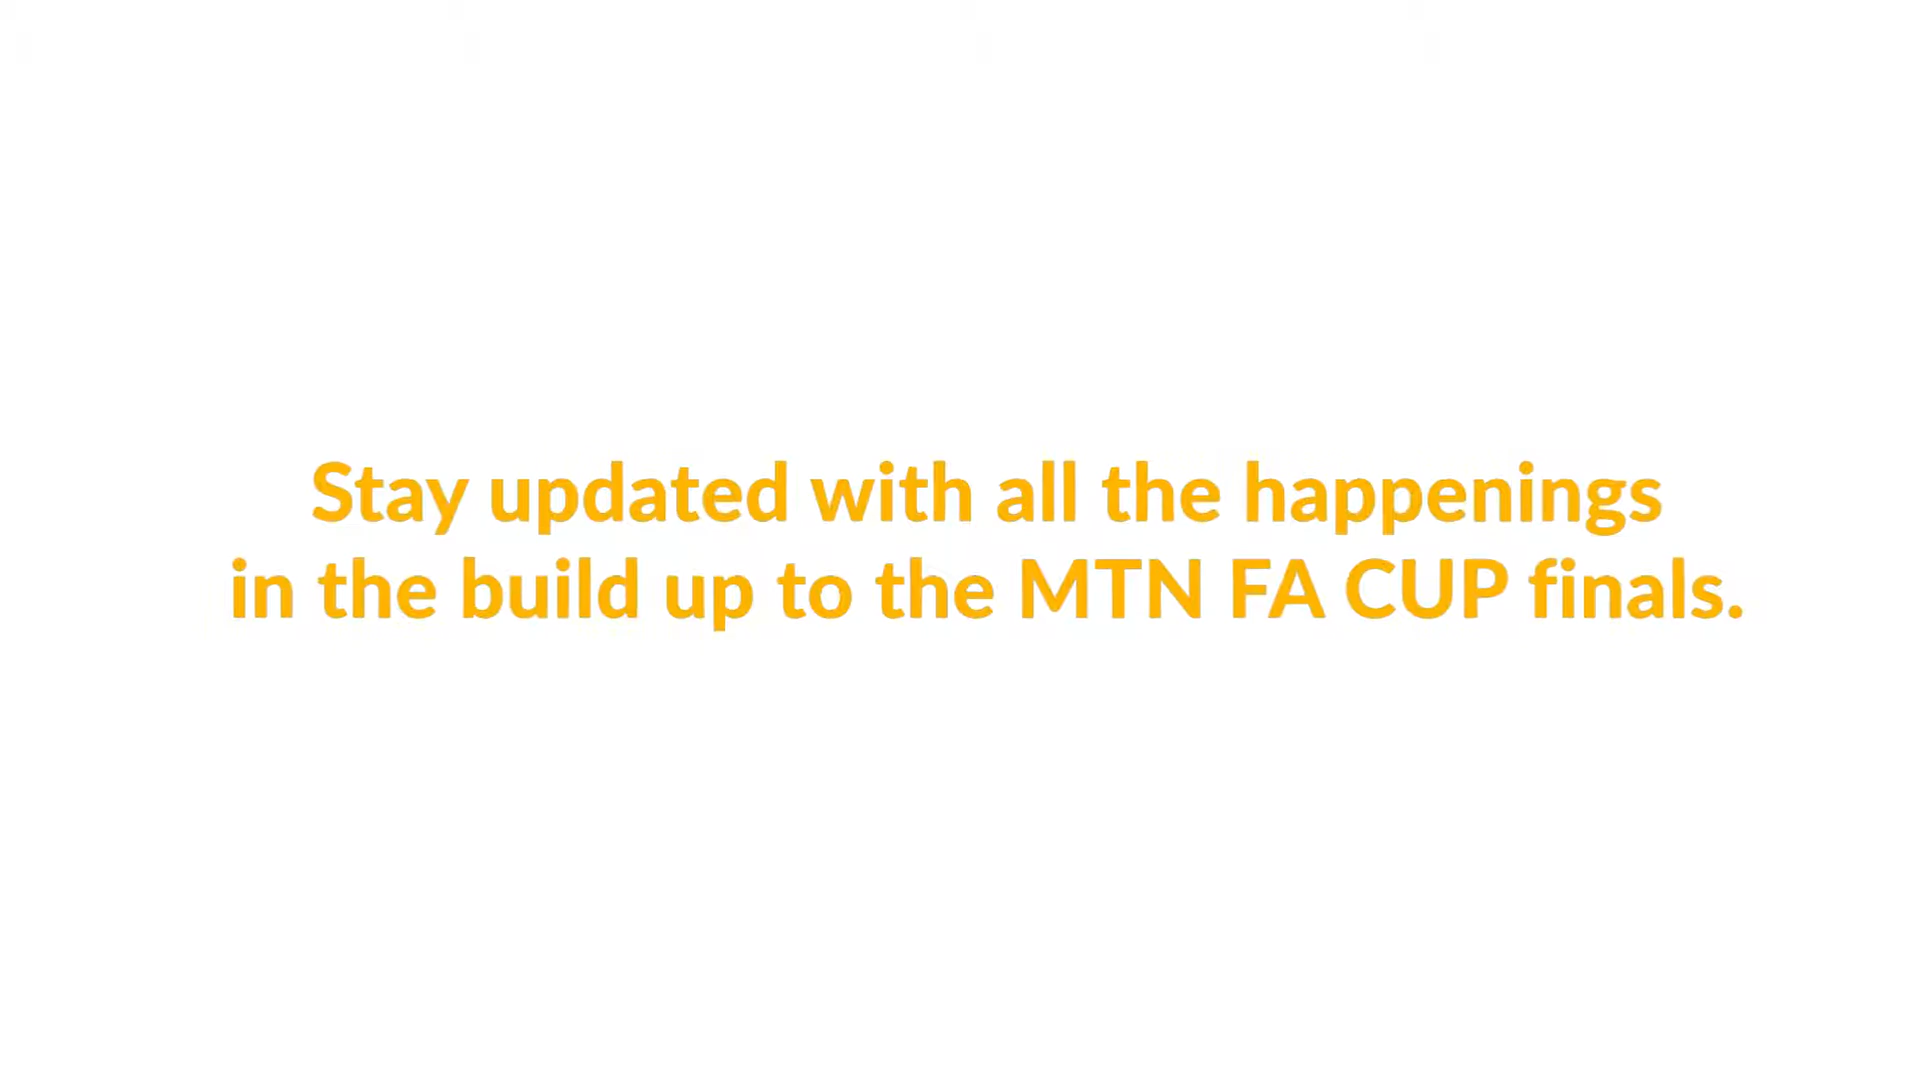 Stay updated with all the happenings
in the build up to the MTN FA CUP finals.